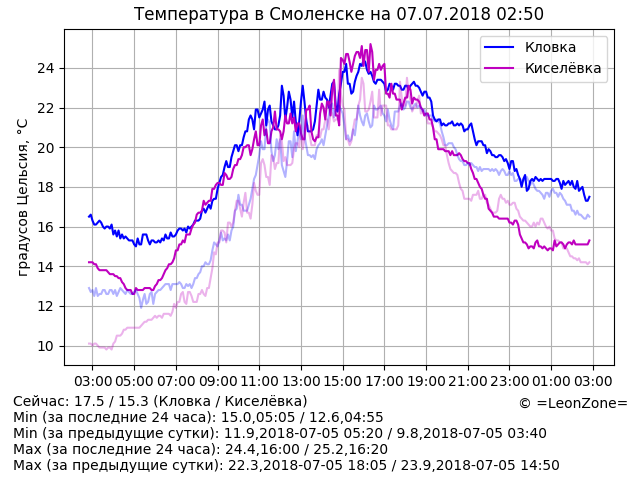 Температура в Смоленске на 07.07.2018 02:50
Кловка
Киселёвка
градусов Цельсия, °C
24
22
20
18
16
14
12
10
03:00 05:00 07:00 09:00 11:00 13:00 15:00 17:00 19:00 21:00 23:00 01:00 03:00
Сейчас: 17.5 / 15.3 (Кловка / Киселёвка)
© =LeonZone=
Min (за последние 24 часа): 15.0,05:05 / 12.6,04:55
Min (за предыдущие сутки): 11.9,2018-07-05 05:20 / 9.8,2018-07-05 03:40
Max (за последние 24 часа): 24.4,16:00 / 25.2,16:20
Max (за предыдущие сутки): 22.3,2018-07-05 18:05 / 23.9,2018-07-05 14:50